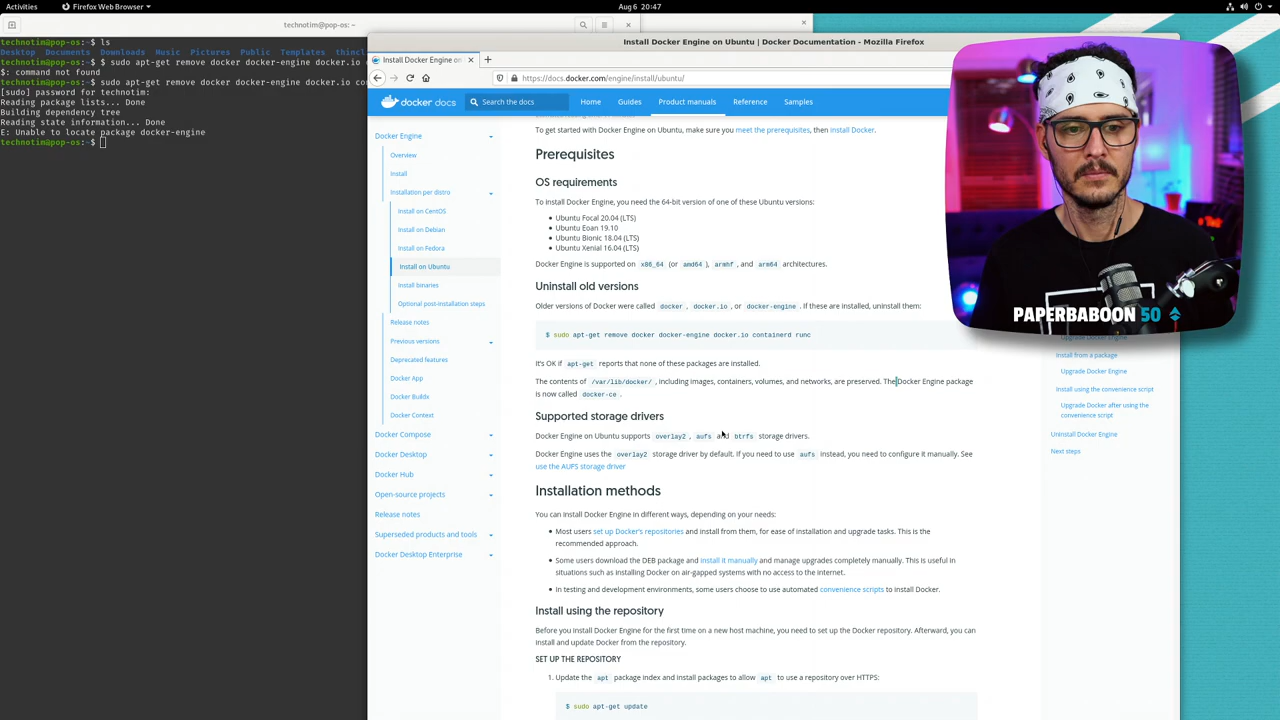 Activities
Firefox Web Browser
Aug 6 20:47
technotim@pop-os: ~
technotim@pop-os:~$ ls
Desktop Documents Downloads Music Pictures Public Templates thincl
technotim@pop-os:~$ $ sudo apt-get remove docker docker-engine docker.io
$: command not found
technotim@pop-os:~$ sudo apt-get remove docker docker-engine docker.io co
[sudo] password for technotim:
Reading package lists... Done
Building dependency tree
Reading state information... Done
E: Unable to locate package docker-engine
technotim@pop-os:~$
Install Docker Engine on Ubuntu | Docker Documentation - Mozilla Firefox
Install Docker Engine on
https://docs.docker.com/engine/install/ubuntu/
docker docs
Search the docs
Home
Guides
Product manuals
Reference
Samples
Docker Engine
Overview
Install
Installation per distro
Install on CentOS
Install on Debian
Install on Fedora
Install on Ubuntu
Install binaries
Optional post-installation steps
Release notes
Previous versions
Deprecated features
Docker App
Docker Buildx
Docker Context
Docker Compose
Docker Desktop
Docker Hub
Open-source projects
Release notes
Superseded products and tools
Docker Desktop Enterprise
To get started with Docker Engine on Ubuntu, make sure you meet the prerequisites, then install Docker.
Prerequisites
OS requirements
To install Docker Engine, you need the 64-bit version of one of these Ubuntu versions:
Ubuntu Focal 20.04 (LTS)
Ubuntu Eoan 19.10
Ubuntu Bionic 18.04 (LTS)
Ubuntu Xenial 16.04 (LTS)
Docker Engine is supported on x86_64 (or amd64), armhf, and arm64 architectures.
Uninstall old versions
Older versions of Docker were called docker, docker.io, or docker-engine. If these are installed, uninstall them:
$ sudo apt-get remove docker docker-engine docker.io containerd runc
It's OK if apt-get reports that none of these packages are installed.
The contents of /var/lib/docker/, including images, containers, volumes, and networks, are preserved. The Docker Engine package
is now called docker-ce.
Supported storage drivers
Docker Engine on Ubuntu supports overlay2, aufs and btrfs storage drivers.
Docker Engine uses the overlay2 storage driver by default. If you need to use aufs instead, you need to configure it manually. See
use the AUFS storage driver
Installation methods
You can install Docker Engine in different ways, depending on your needs:
Most users set up Docker's repositories and install from them, for ease of installation and upgrade tasks. This is the
recommended approach.
Some users download the DEB package and install it manually and manage upgrades completely manually. This is useful in
situations such as installing Docker on air-gapped systems with no access to the internet.
In testing and development environments, some users choose to use automated convenience scripts to install Docker.
Install using the repository
Before you install Docker Engine for the first time on a new host machine, you need to set up the Docker repository. Afterward, you can
install and update Docker from the repository.
SET UP THE REPOSITORY
1. Update the apt package index and install packages to allow apt to use a repository over HTTPS:
$ sudo apt-get update
PAPERBABOON 50
Upgrade Docker Engine
Install from a package
Upgrade Docker Engine
Install using the convenience script
Upgrade Docker after using the
convenience script
Uninstall Docker Engine
Next steps